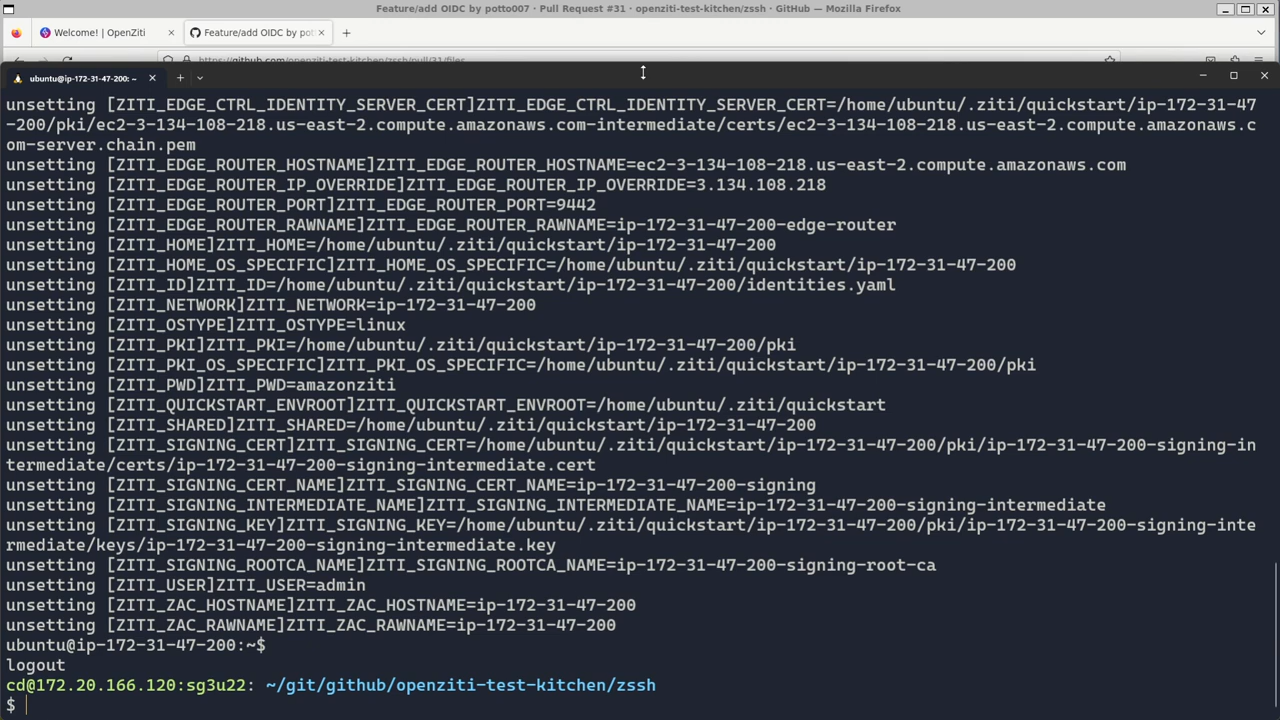 Feature/add OIDC by potto007 · Pull Request #31 · openziti-test-kitchen/zssh · GitHub — Mozilla Firefox
Welcome! | OpenZiti
Feature/add OIDC by potto007
https://github.com/openziti-test-kitchen/zssh/pull/31/files
ubuntu@ip-172-31-47-200: ~
unsetting [ZITI_EDGE_CTRL_IDENTITY_SERVER_CERT]ZITI_EDGE_CTRL_IDENTITY_SERVER_CERT=/home/ubuntu/.ziti/quickstart/ip-172-31-47
-200/pki/ec2-3-134-108-218.us-east-2.compute.amazonaws.com-intermediate/certs/ec2-3-134-108-218.us-east-2.compute.amazonaws.c
om-server.chain.pem
unsetting [ZITI_EDGE_ROUTER_HOSTNAME]ZITI_EDGE_ROUTER_HOSTNAME=ec2-3-134-108-218.us-east-2.compute.amazonaws.com
unsetting [ZITI_EDGE_ROUTER_IP_OVERRIDE]ZITI_EDGE_ROUTER_IP_OVERRIDE=3.134.108.218
unsetting [ZITI_EDGE_ROUTER_PORT]ZITI_EDGE_ROUTER_PORT=9442
unsetting [ZITI_EDGE_ROUTER_RAWNAME]ZITI_EDGE_ROUTER_RAWNAME=ip-172-31-47-200-edge-router
unsetting [ZITI_HOME]ZITI_HOME=/home/ubuntu/.ziti/quickstart/ip-172-31-47-200
unsetting [ZITI_HOME_OS_SPECIFIC]ZITI_HOME_OS_SPECIFIC=/home/ubuntu/.ziti/quickstart/ip-172-31-47-200
unsetting [ZITI_ID]ZITI_ID=/home/ubuntu/.ziti/quickstart/ip-172-31-47-200/identities.yaml
unsetting [ZITI_NETWORK]ZITI_NETWORK=ip-172-31-47-200
unsetting [ZITI_OSTYPE]ZITI_OSTYPE=linux
unsetting [ZITI_PKI]ZITI_PKI=/home/ubuntu/.ziti/quickstart/ip-172-31-47-200/pki
unsetting [ZITI_PKI_OS_SPECIFIC]ZITI_PKI_OS_SPECIFIC=/home/ubuntu/.ziti/quickstart/ip-172-31-47-200/pki
unsetting [ZITI_PWD]ZITI_PWD=amazonziti
unsetting [ZITI_QUICKSTART_ENVROOT]ZITI_QUICKSTART_ENVROOT=/home/ubuntu/.ziti/quickstart
unsetting [ZITI_SHARED]ZITI_SHARED=/home/ubuntu/.ziti/quickstart/ip-172-31-47-200
unsetting [ZITI_SIGNING_CERT]ZITI_SIGNING_CERT=/home/ubuntu/.ziti/quickstart/ip-172-31-47-200/pki/ip-172-31-47-200-signing-in
termediate/certs/ip-172-31-47-200-signing-intermediate.cert
unsetting [ZITI_SIGNING_CERT_NAME]ZITI_SIGNING_CERT_NAME=ip-172-31-47-200-signing
unsetting [ZITI_SIGNING_INTERMEDIATE_NAME]ZITI_SIGNING_INTERMEDIATE_NAME=ip-172-31-47-200-signing-intermediate
unsetting [ZITI_SIGNING_KEY]ZITI_SIGNING_KEY=/home/ubuntu/.ziti/quickstart/ip-172-31-47-200/pki/ip-172-31-47-200-signing-inte
rmediate/keys/ip-172-31-47-200-signing-intermediate.key
unsetting [ZITI_SIGNING_ROOTCA_NAME]ZITI_SIGNING_ROOTCA_NAME=ip-172-31-47-200-signing-root-ca
unsetting [ZITI_USER]ZITI_USER=admin
unsetting [ZITI_ZAC_HOSTNAME]ZITI_ZAC_HOSTNAME=ip-172-31-47-200
unsetting [ZITI_ZAC_RAWNAME]ZITI_ZAC_RAWNAME=ip-172-31-47-200
ubuntu@ip-172-31-47-200:~$
logout
cd@172.20.166.120:sg3u22: ~/git/github/openziti-test-kitchen/zssh
$